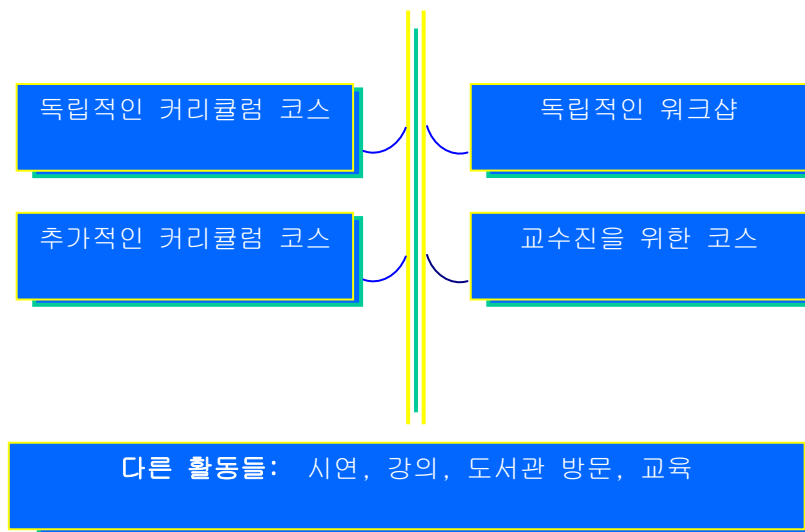 독립적인 커리큘럼 코스
독립적인 워크샵
추가적인 커리큘럼 코스
교수진을 위한 코스
다른 활동들: 시연, 강의, 도서관 방문, 교육